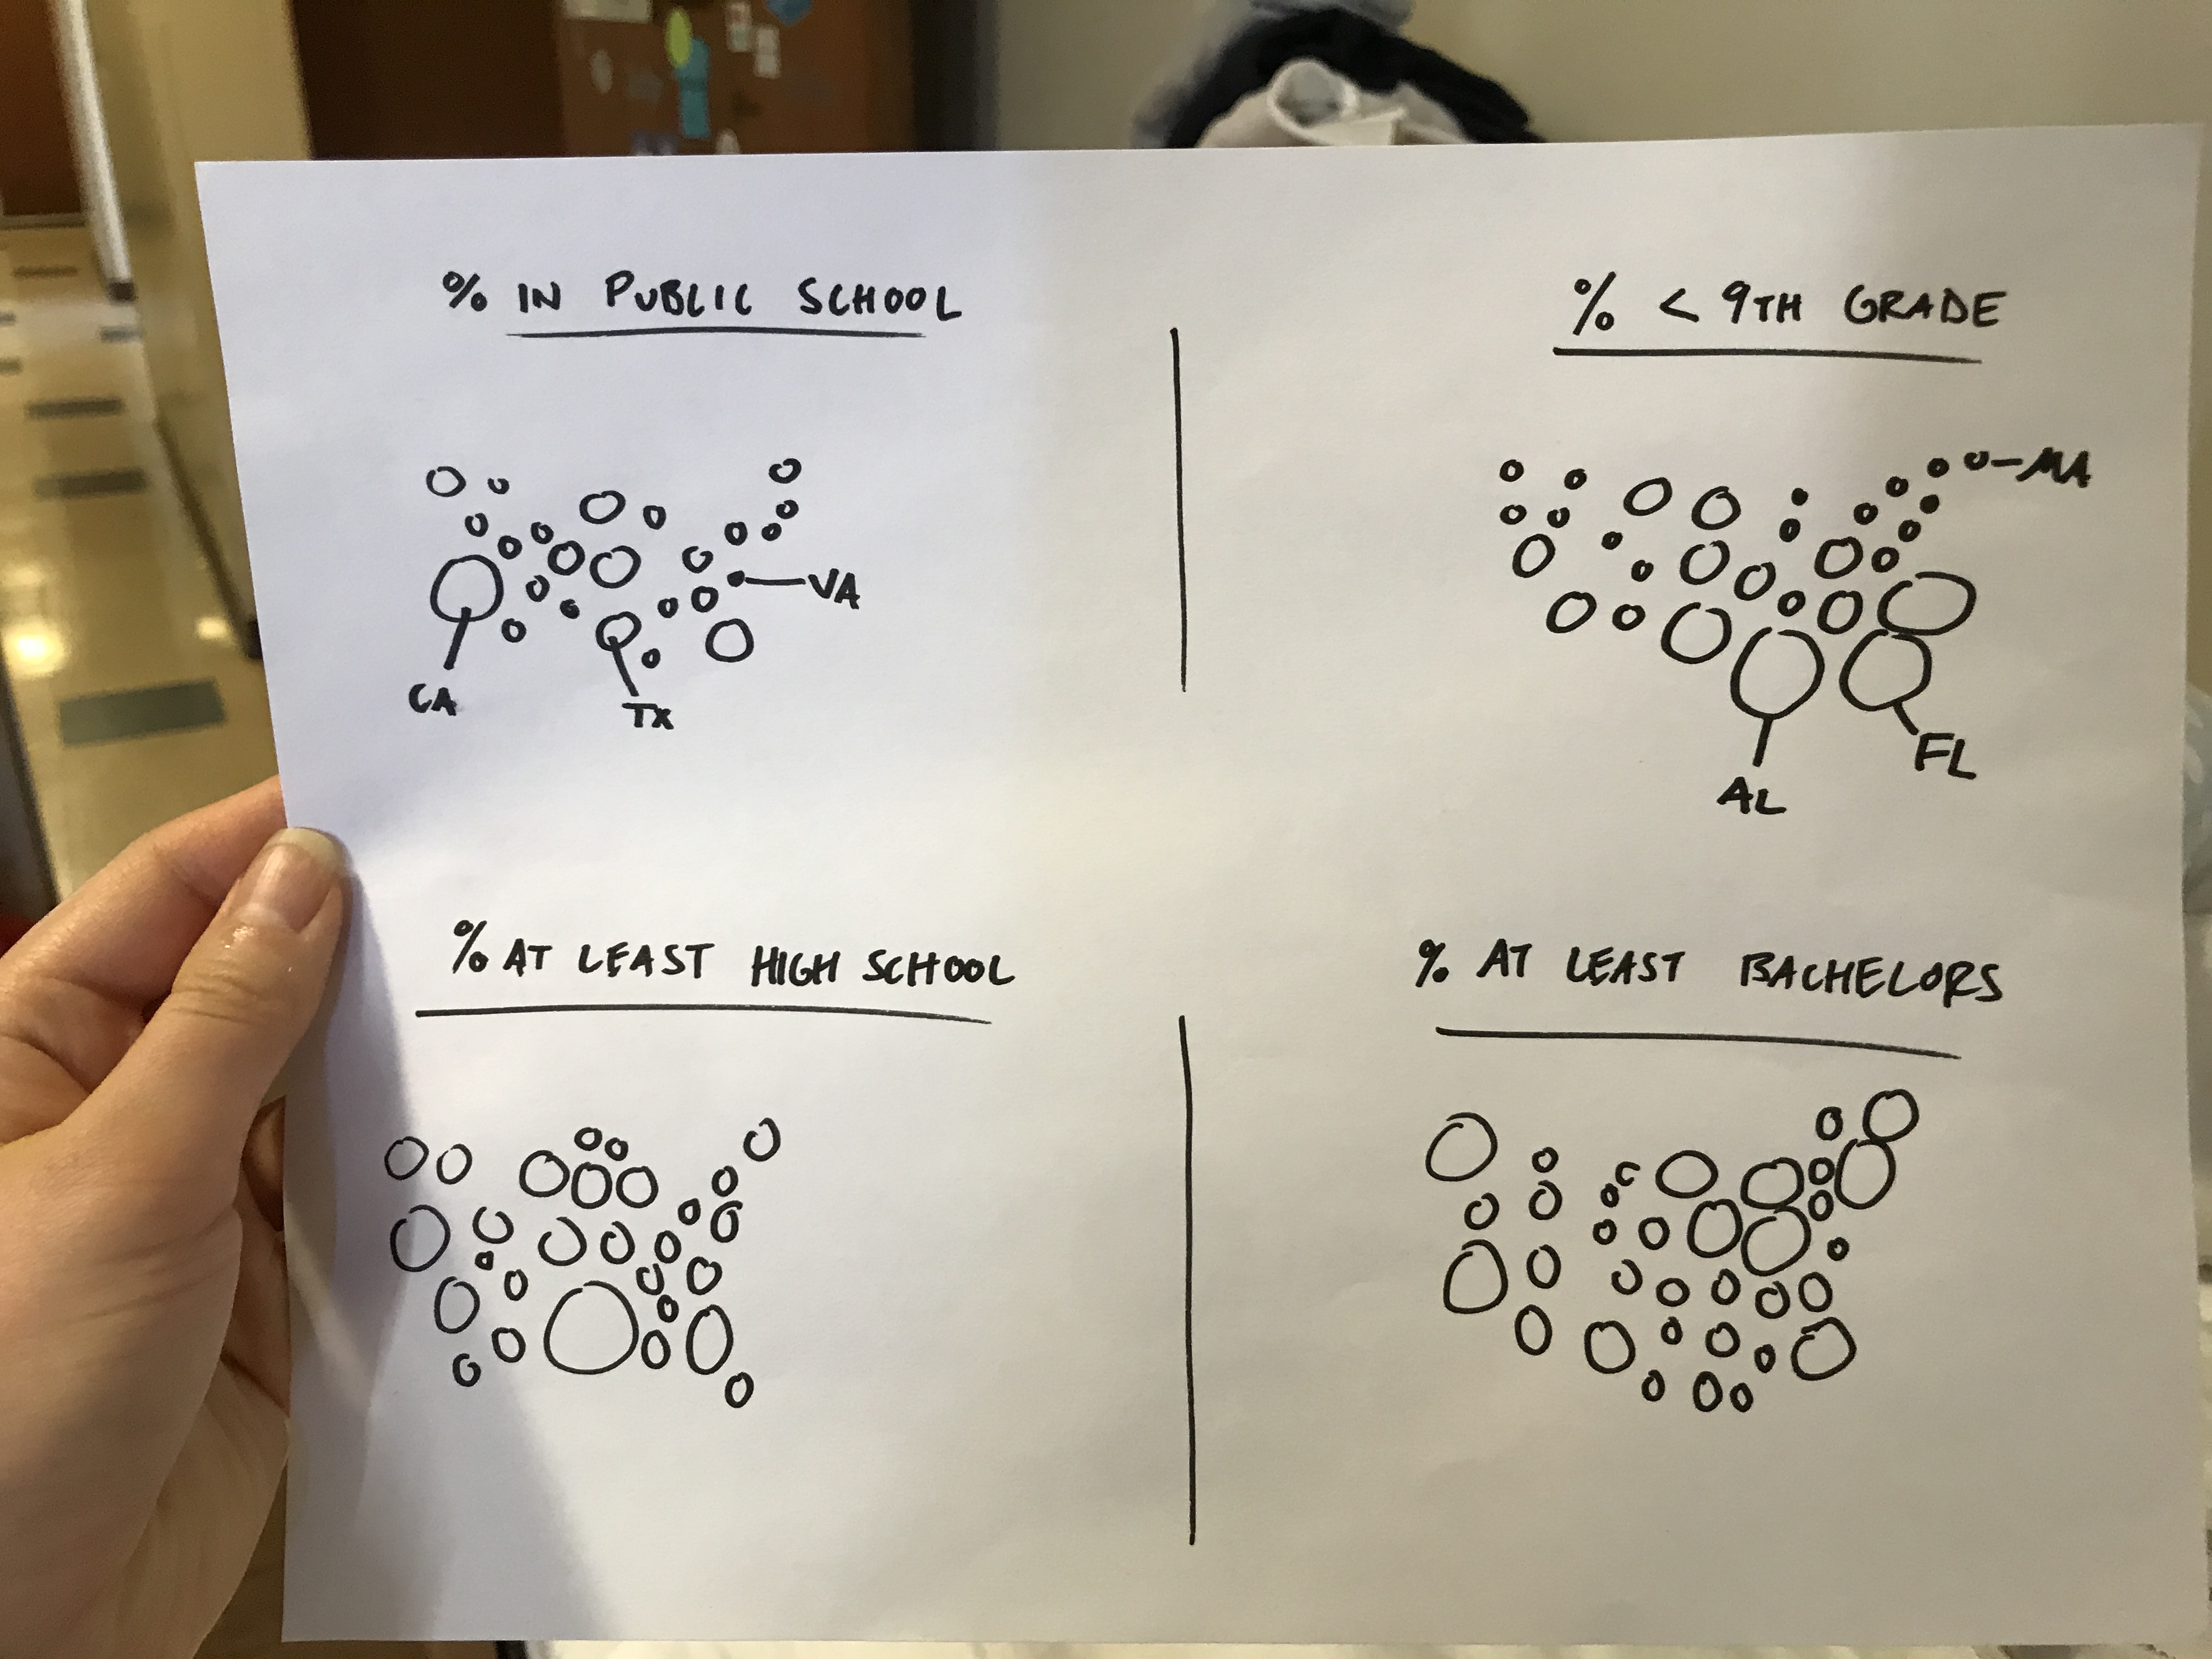 % IN PUBLIC SCHOOL
VA
CA
TX
% < 9TH GRADE
MA
FL
AL
% AT LEAST HIGH SCHOOL
% AT LEAST BACHELORS